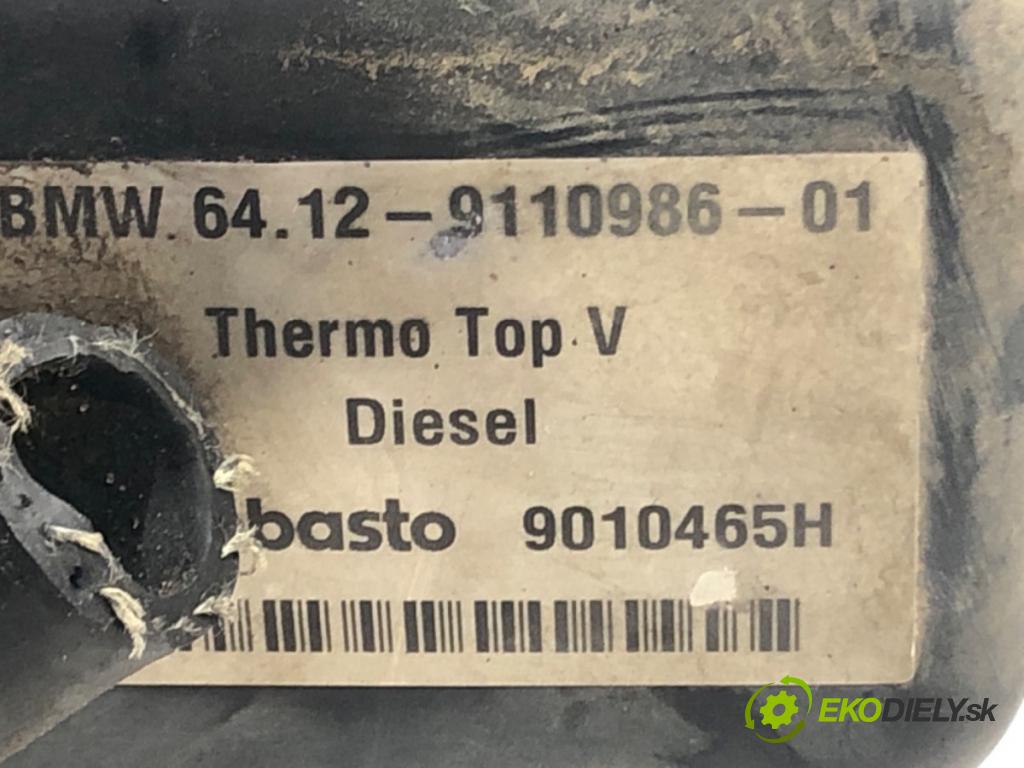 BMW 64.12-9110986-01
Thermo Top V
Diesel
basto 9010465H
EKODIELY.sk